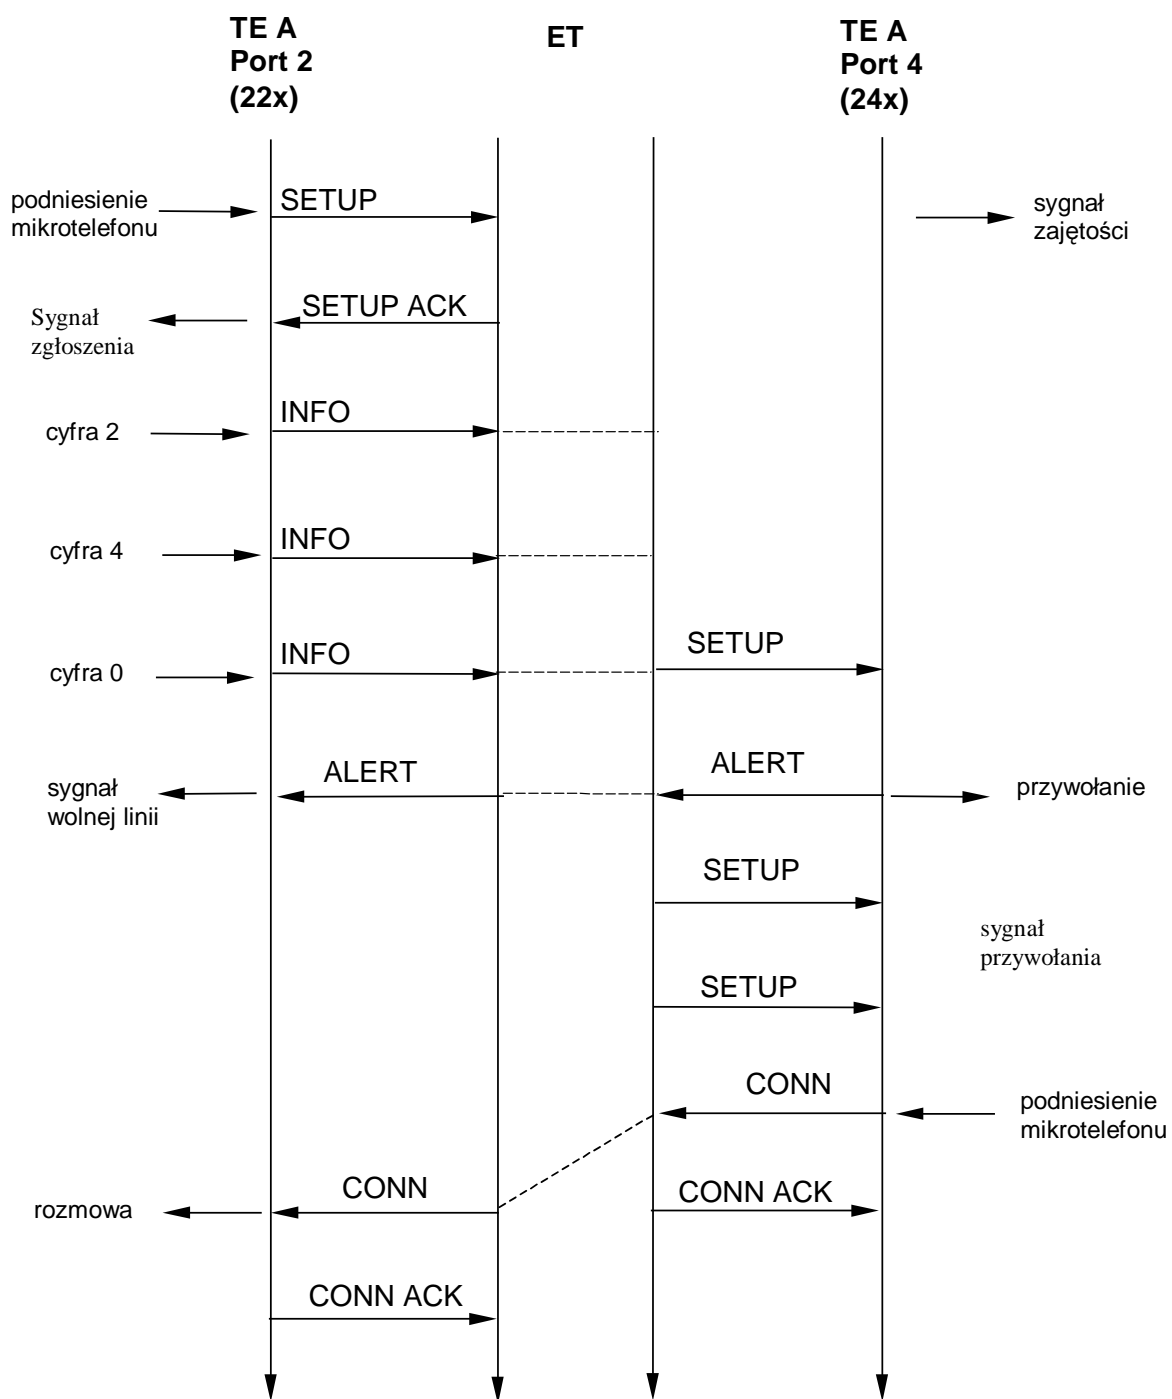 TE A
Port 2
(22x)
ET
TE A
Port 4
(24x)
podniesienie
mikrotelefonu
SETUP
sygnał
zajętości
Sygnał
zgłoszenia
SETUP ACK
cyfra 2
INFO
cyfra 4
INFO
cyfra 0
INFO
SETUP
sygnał
wolnej linii
ALERT
ALERT
przywołanie
SETUP
sygnał
przywołania
SETUP
CONN
podniesienie
mikrotelefonu
rozmowa
CONN
CONN ACK
CONN ACK